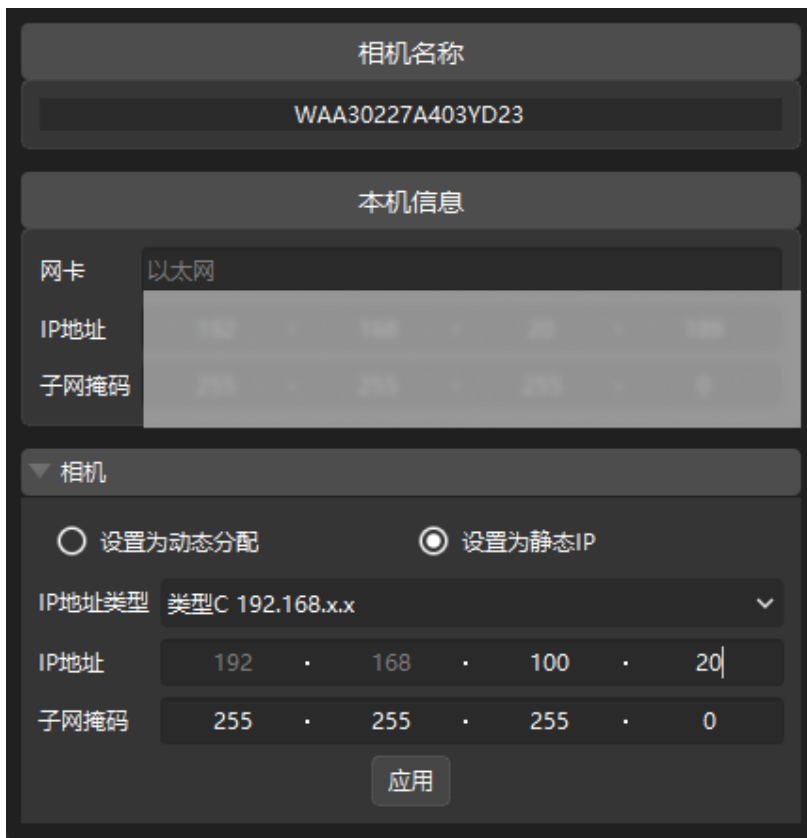 相机名称
WAA30227A403YD23
本机信息
网卡 以太网
IP地址
子网掩码
相机
设置为动态分配 设置为静态IP
IP地址类型 类型C 192.168.x.x
IP地址 192 · 168 · 100 · 20
子网掩码 255 · 255 · 255 · 0
应用